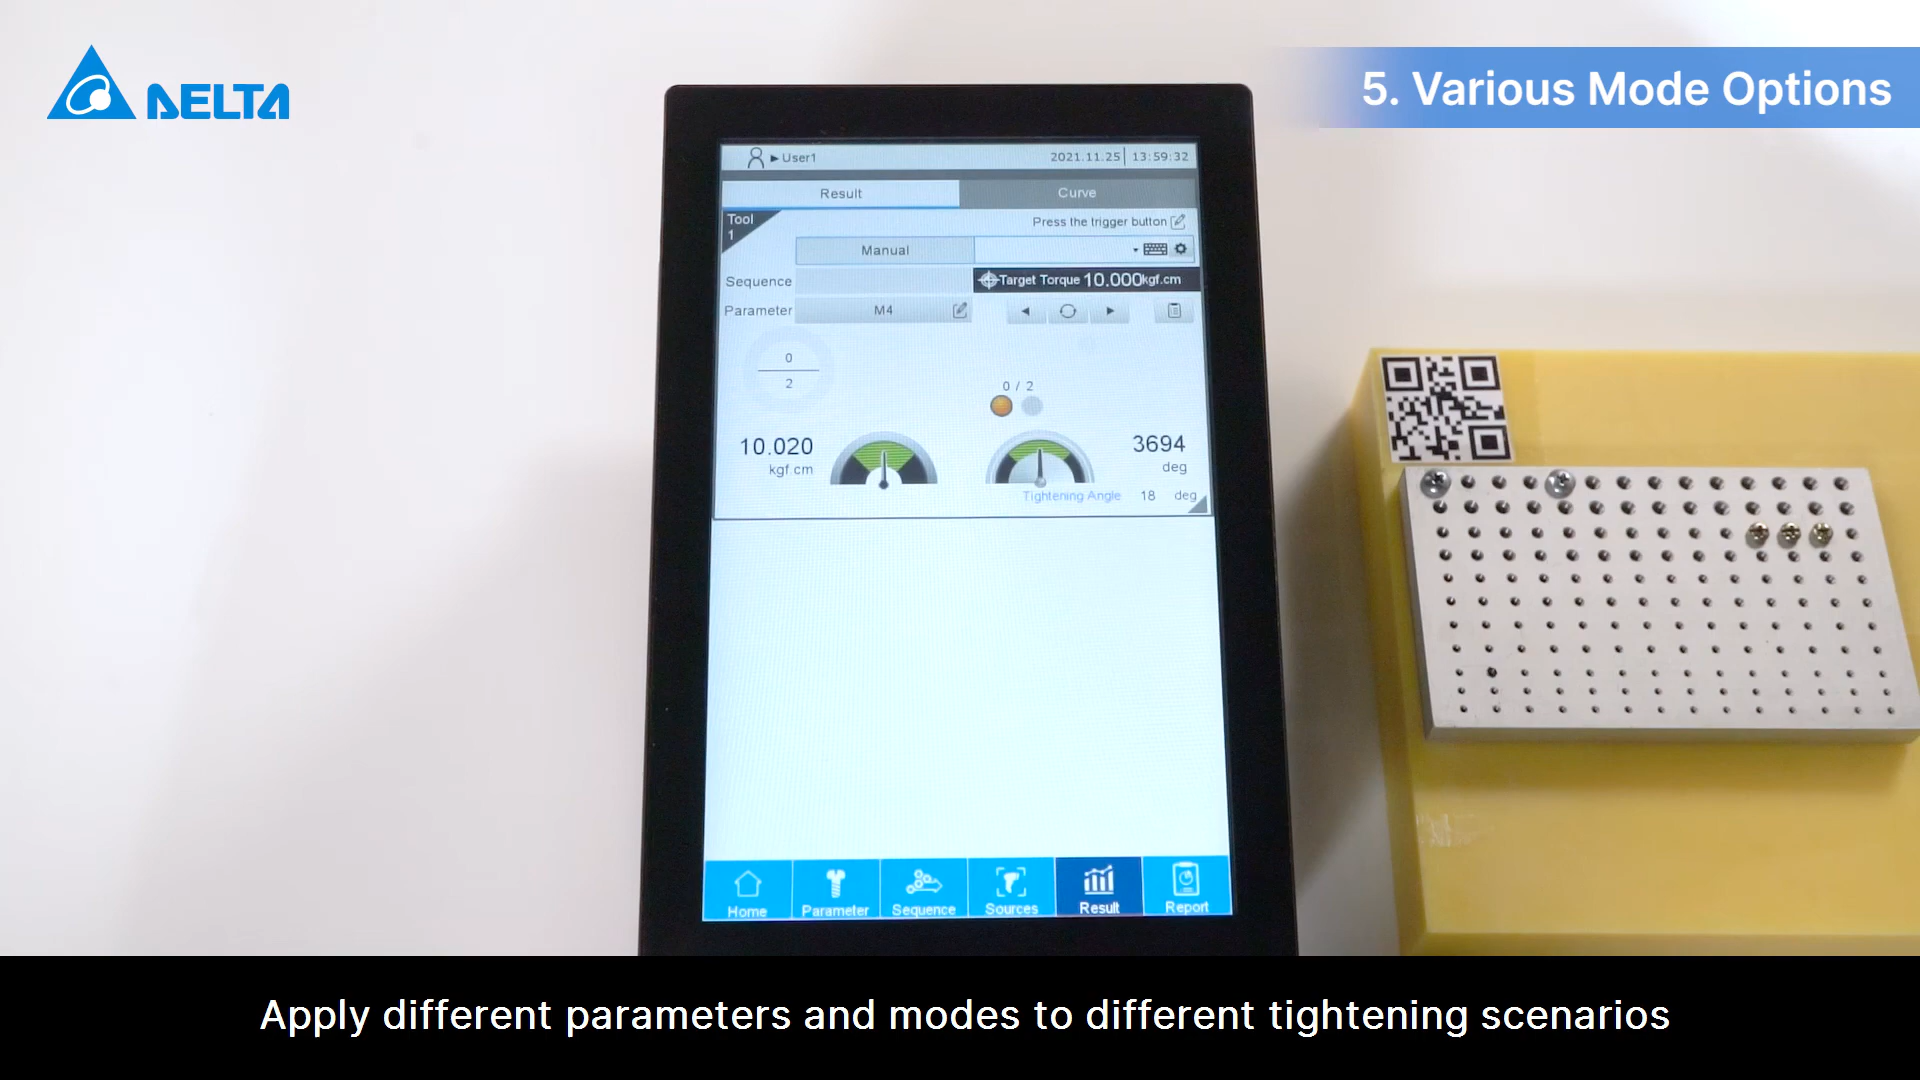 DELTA
5. Various Mode Options
User1
2021.11.25 13:59:32
Result
Curve
Tool
1
Press the trigger button
Manual
Sequence
Target Torque 10.000kgf.cm
Parameter
M4
0
2
0 / 2
10.020
kgf.cm
3694
deg
Tightening Angle 18 deg
Home
Parameter
Sequence
Sources
Result
Report
Apply different parameters and modes to different tightening scenarios